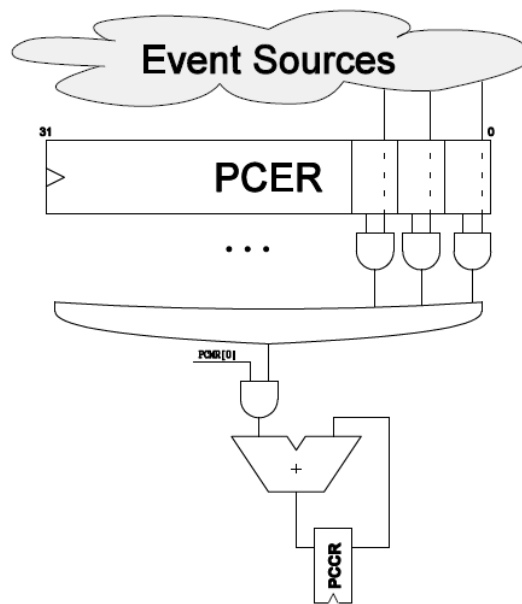 Event Sources
31
0
PCER
...
PCMR[0]
+
PCCR